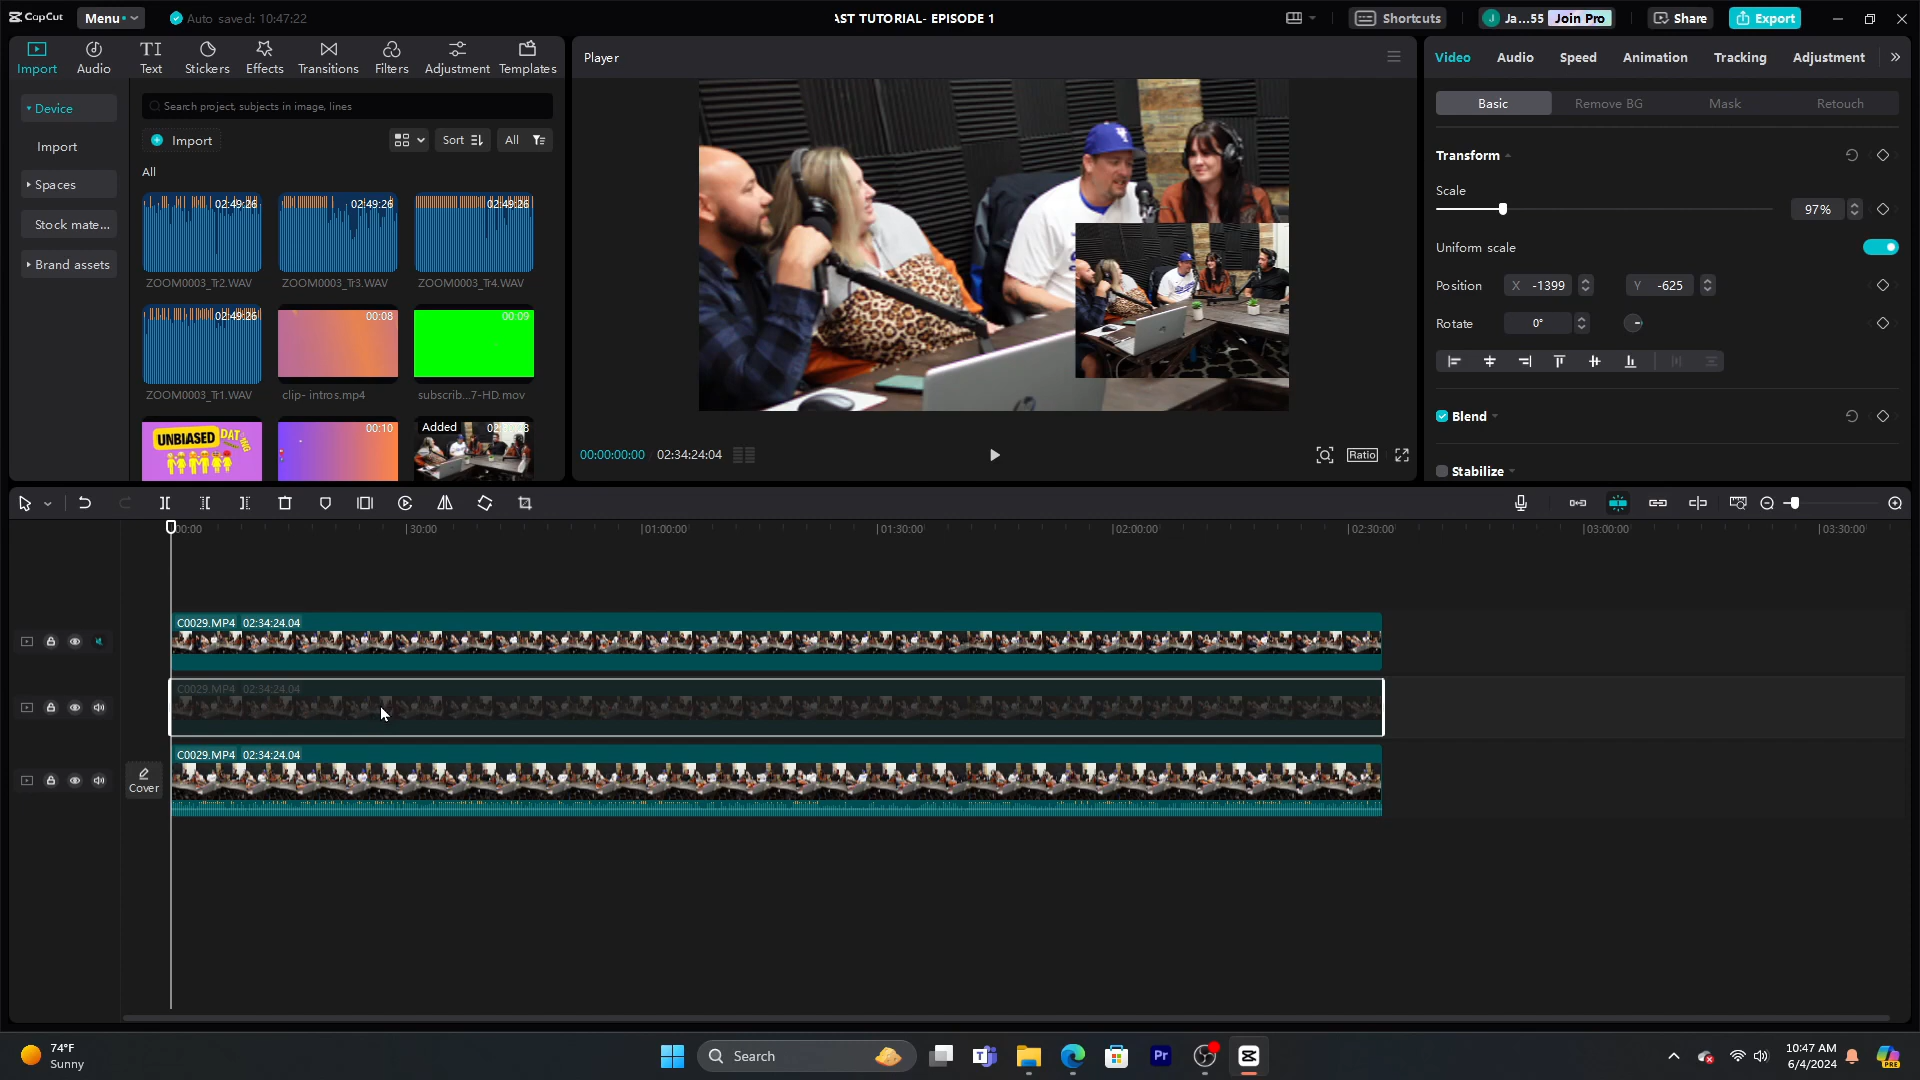 CapCut
Menu
Auto saved: 10:47:22
AST TUTORIAL- EPISODE 1
Shortcuts
J
Ja...55
Join Pro
Share
Export
Import
Audio
Text
Stickers
Effects
Transitions
Filters
Adjustment
Templates
Device
Import
Spaces
Stock mate...
Brand assets
Search project, subjects in image, lines
Import
Sort
All
All
02:49:26
ZOOM0003_Tr2.WAV
02:49:26
ZOOM0003_Tr3.WAV
02:49:26
ZOOM0003_Tr4.WAV
02:49:26
ZOOM0003_Tr1.WAV
00:08
clip- intros.mp4
00:09
subscrib...7-HD.mov
UNBIASED
00:10
Added
Player
00:00:00:00
02:34:24:04
Ratio
Video
Audio
Speed
Animation
Tracking
Adjustment
Basic
Remove BG
Mask
Retouch
Transform
Scale
97%
Uniform scale
Position
X -1399
Y -625
Rotate
0°
Blend
Stabilize
00:00
30:00
01:00:00
01:30:00
02:00:00
02:30:00
03:00:00
03:30:00
C0029.MP4 02:34:24.04
C0029.MP4 02:34:24.04
C0029.MP4 02:34:24.04
Cover
74°F
Sunny
Search
Pr
10:47 AM
6/4/2024
PRE